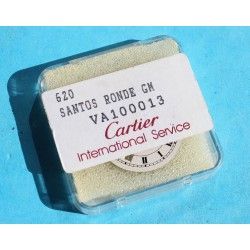 620
SANTOS RONDE GM
VA100013
Cartier
International Service